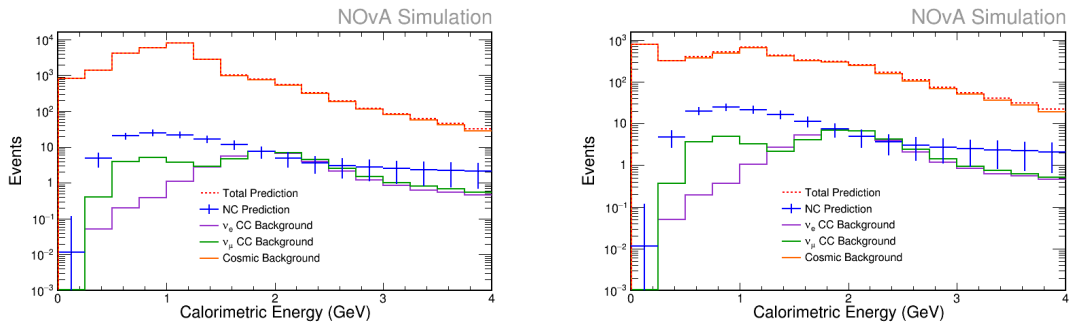 NOvA Simulation
10⁴
10³
10²
10
1
10⁻¹
10⁻²
10⁻³
Events
Total Prediction
NC Prediction
νe CC Background
νμ CC Background
Cosmic Background
0 1 2 3 4
Calorimetric Energy (GeV)
NOvA Simulation
10³
10²
10
1
10⁻¹
10⁻²
10⁻³
Events
Total Prediction
NC Prediction
νe CC Background
νμ CC Background
Cosmic Background
0 1 2 3 4
Calorimetric Energy (GeV)